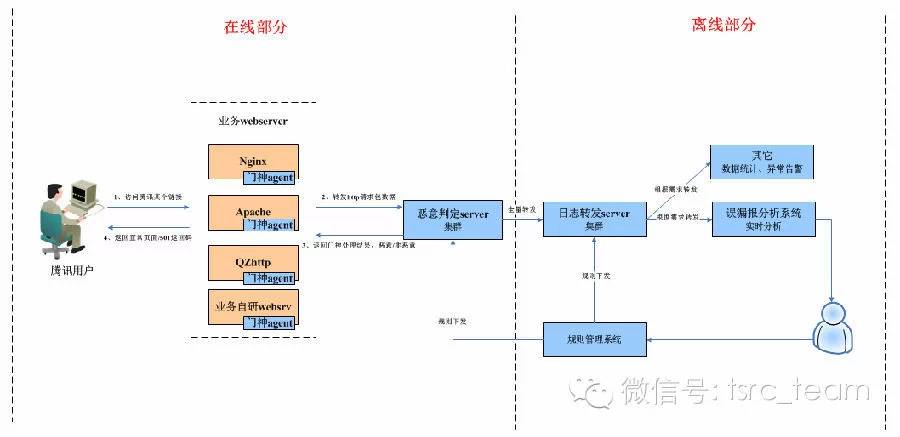 在线部分
离线部分
业务webserver
Nginx
门神agent
Apache
门神agent
QZhttp
门神agent
业务自研websrv
门神agent
1、访问腾讯某个链接
4、返回宜页页面/501返回码
腾讯用户
2、转发http请求包数据
3、返回门神处理结果，恶意/非恶意
恶意判定server
集群
全量转发
日志转发server
集群
根据需求转发
根据需求转发
其它
数据统计、异常告警
误漏报分析系统
实时分析
规则下发
规则下发
规则管理系统
微信号: tsrc_team